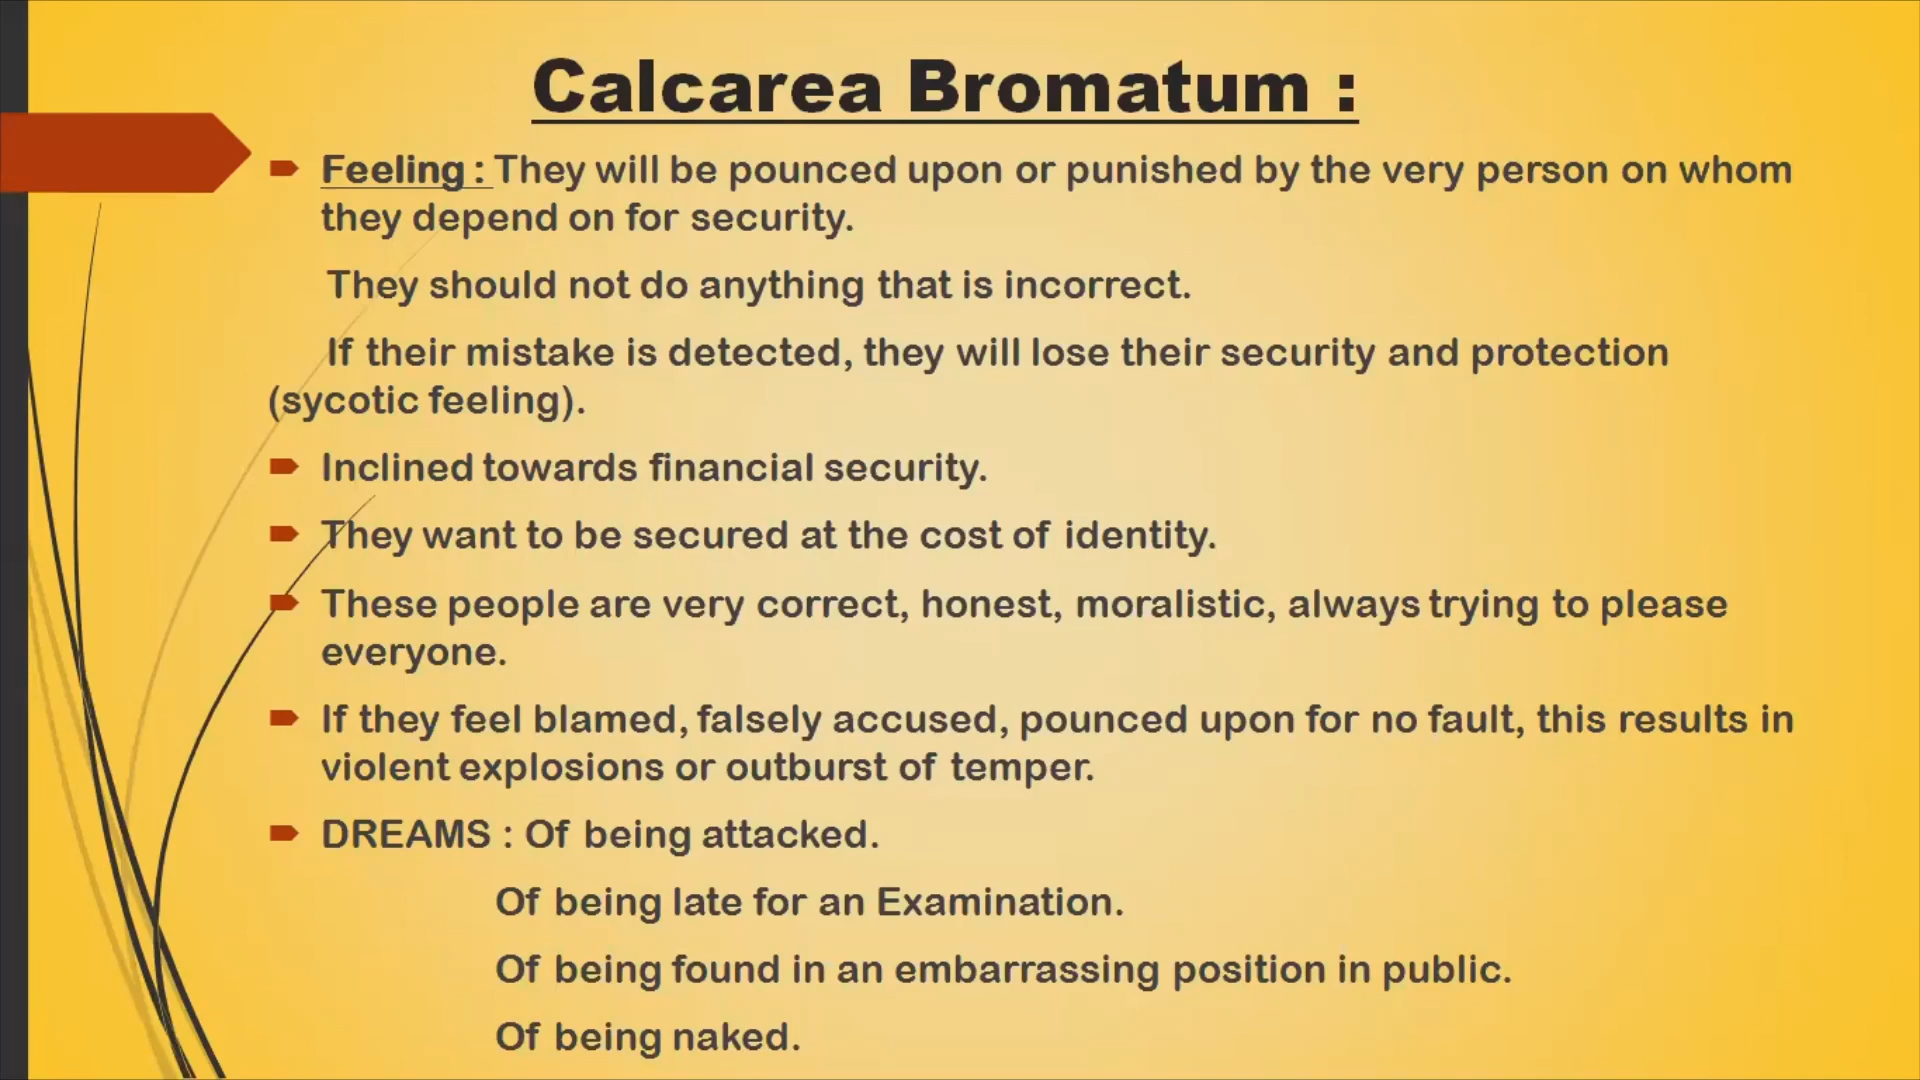 Calcarea Bromatum :
Feeling : They will be pounced upon or punished by the very person on whom
they depend on for security.
They should not do anything that is incorrect.
If their mistake is detected, they will lose their security and protection
(sycotic feeling).
Inclined towards financial security.
They want to be secured at the cost of identity.
These people are very correct, honest, moralistic, always trying to please
everyone.
If they feel blamed, falsely accused, pounced upon for no fault, this results in
violent explosions or outburst of temper.
DREAMS : Of being attacked.
Of being late for an Examination.
Of being found in an embarrassing position in public.
Of being naked.